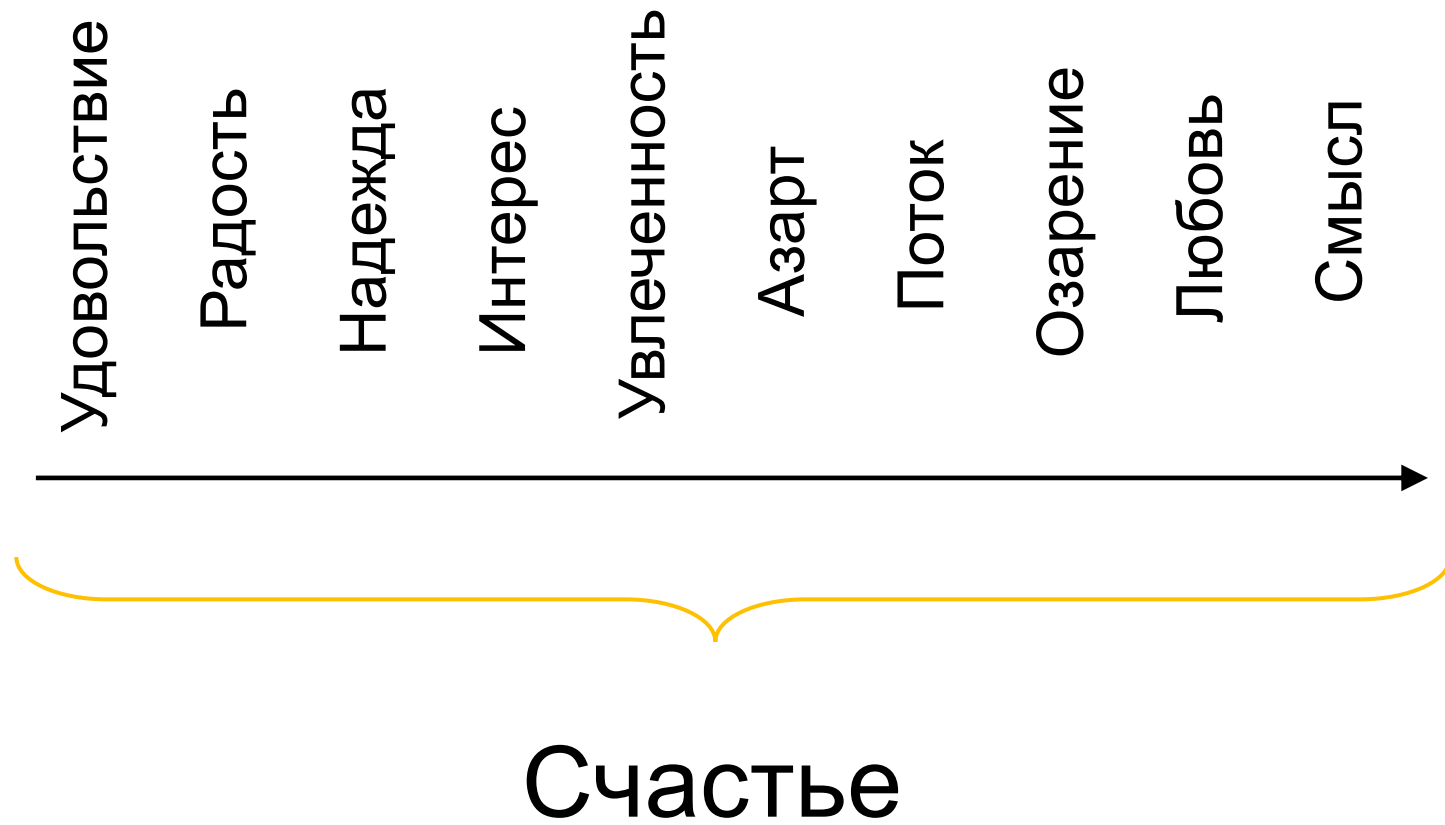 Удовольствие
Радость
Надежда
Интерес
Увлеченность
Азарт
Поток
Озарение
Любовь
Смысл
Счастье